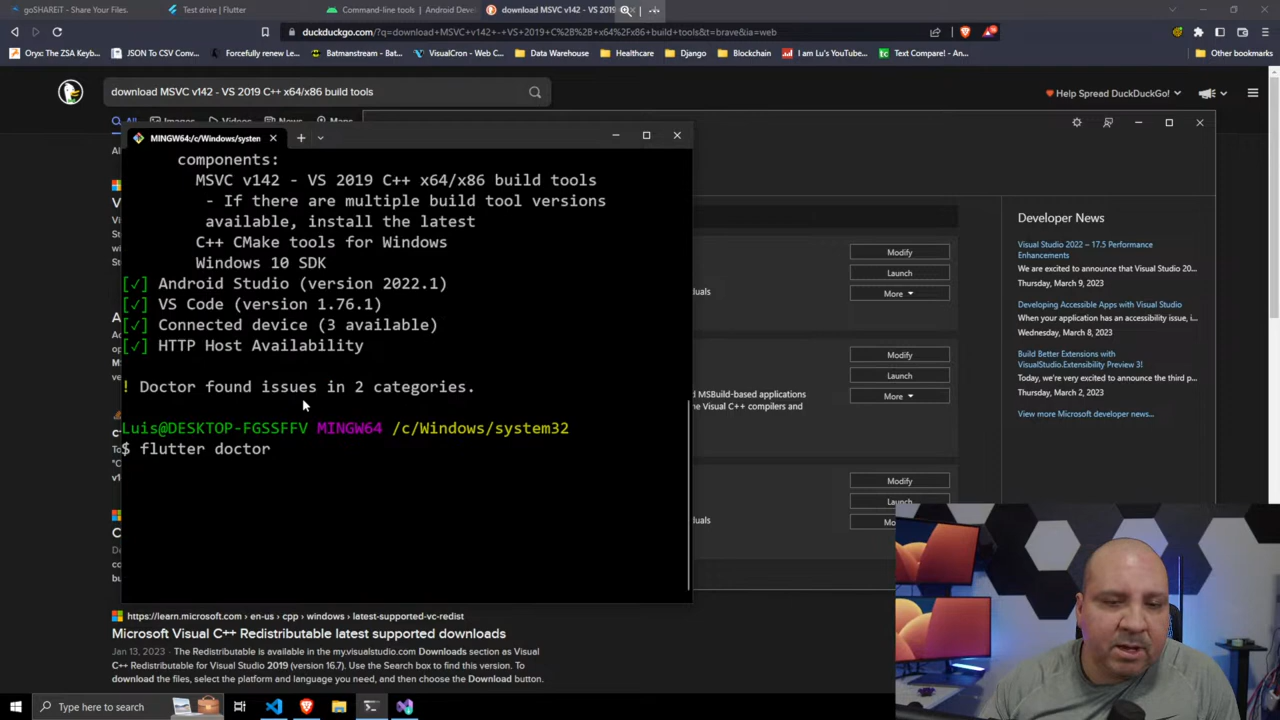 goSHAREiT - Share Your Files.
Test drive | Flutter
Command-line tools | Android Deve
download MSVC v142 - VS 2019
duckduckgo.com/?q=download+MSVC+v142+-+VS+2019+C%2B%2B+x64%2Fx86+build+tools&t=brave&ia=web
Oryx: The ZSA Keyb...
JSON To CSV Conv...
Forcefully renew Le...
Batmanstream - Wat...
VisualCron - Web C...
Data Warehouse
Healthcare
Django
Blockchain
I am Lu's YouTube...
Text Compare! - An...
Other bookmarks
download MSVC v142 - VS 2019 C++ x64/x86 build tools
Help Spread DuckDuckGo!
All
Images
Videos
News
Maps
MINGW64:/c/Windows/system
components:
MSVC v142 - VS 2019 C++ x64/x86 build tools
- If there are multiple build tool versions
available, install the latest
C++ CMake tools for Windows
Windows 10 SDK
[✓] Android Studio (version 2022.1)
[✓] VS Code (version 1.76.1)
[✓] Connected device (3 available)
[✓] HTTP Host Availability
! Doctor found issues in 2 categories.
Luis@DESKTOP-FGSSFFV MINGW64 /c/Windows/system32
$ flutter doctor
Modify
Launch
More
Modify
MSBuild-based applications
Launch
the Visual C++ compilers and
More
Modify
Launch
Developer News
Visual Studio 2022 – 17.5 Performance
Enhancements
We are excited to announce that Visual Studio 20...
Thursday, March 9, 2023
Developing Accessible Apps with Visual Studio
When your application has an accessibility issue, i...
Wednesday, March 8, 2023
Build Better Extensions with
VisualStudio.Extensibility Preview 3!
Today, we're very excited to announce the third p...
Thursday, March 2, 2023
View more Microsoft developer news...
https://learn.microsoft.com › en-us › cpp › windows › latest-supported-vc-redist
Microsoft Visual C++ Redistributable latest supported downloads
Jan 13, 2023 The Redistributable is available in the my.visualstudio.com Downloads section as Visual
C++ Redistributable for Visual Studio 2019 (version 16.7). Use the Search box to find this version. To
download the files, select the platform and language you need, and then choose the Download button.
Type here to search